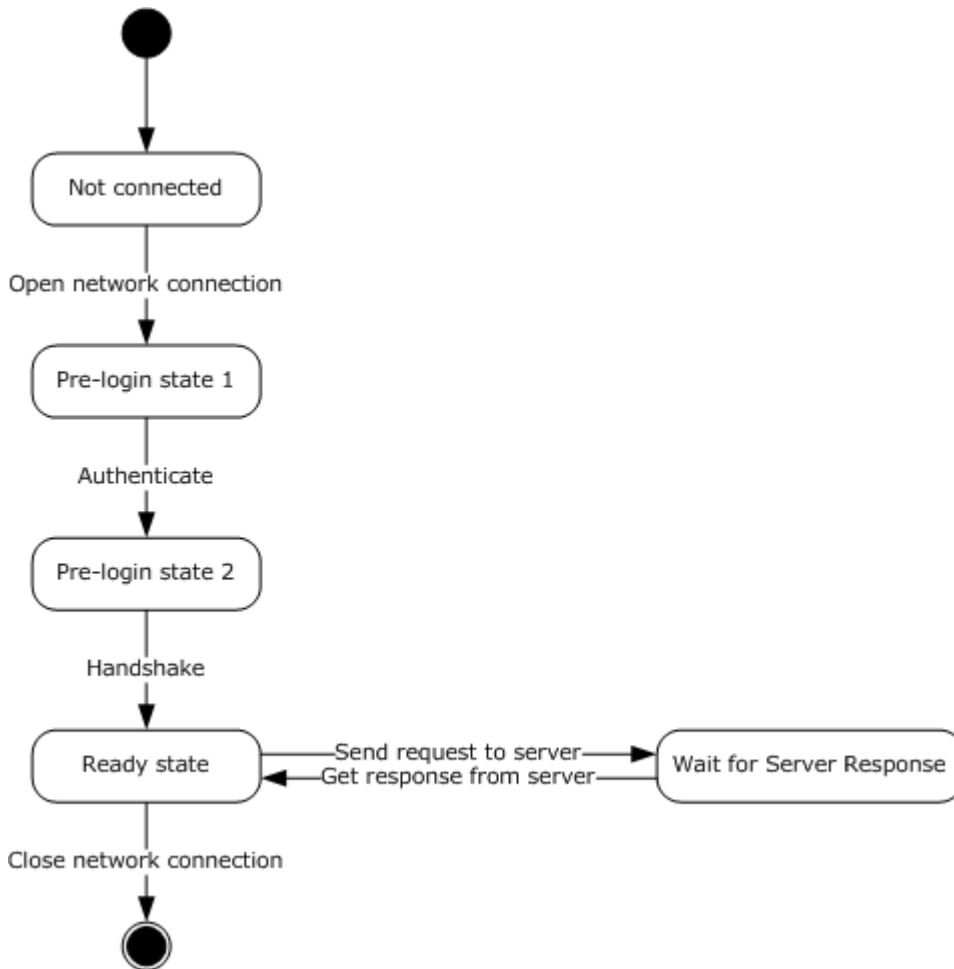 Not connected
Open network connection
Pre-login state 1
Authenticate
Pre-login state 2
Handshake
Ready state
Send request to server
Get response from server
Wait for Server Response
Close network connection